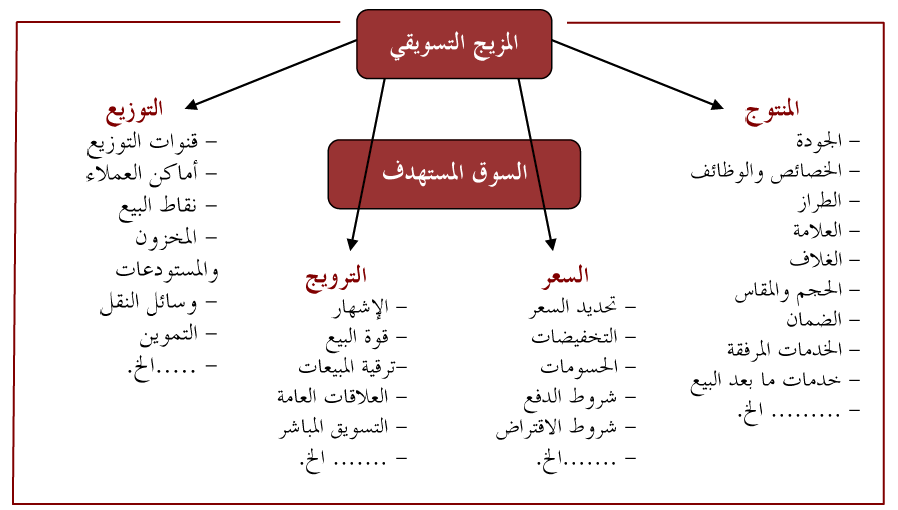 المزيج التسويقي
السوق المستهدف
المنتوج
– الجودة
– الخصائص والوظائف
– الطراز
– العلامة
– الغلاف
– الحجم والمقاس
– الضمان
– الخدمات المرفقة
– خدمات ما بعد البيع
– ......... الخ.
السعر
– تحديد السعر
– التخفيضات
– الحسومات
– شروط الدفع
– شروط الاقتراض
– .......الخ.
الترويج
– الإشهار
– قوة البيع
–ترقية المبيعات
– العلاقات العامة
– التسويق المباشر
– ....... الخ.
التوزيع
– قنوات التوزيع
– أماكن العملاء
– نقاط البيع
– المخزون
والمستودعات
– وسائل النقل
– التموين
– .....الخ.